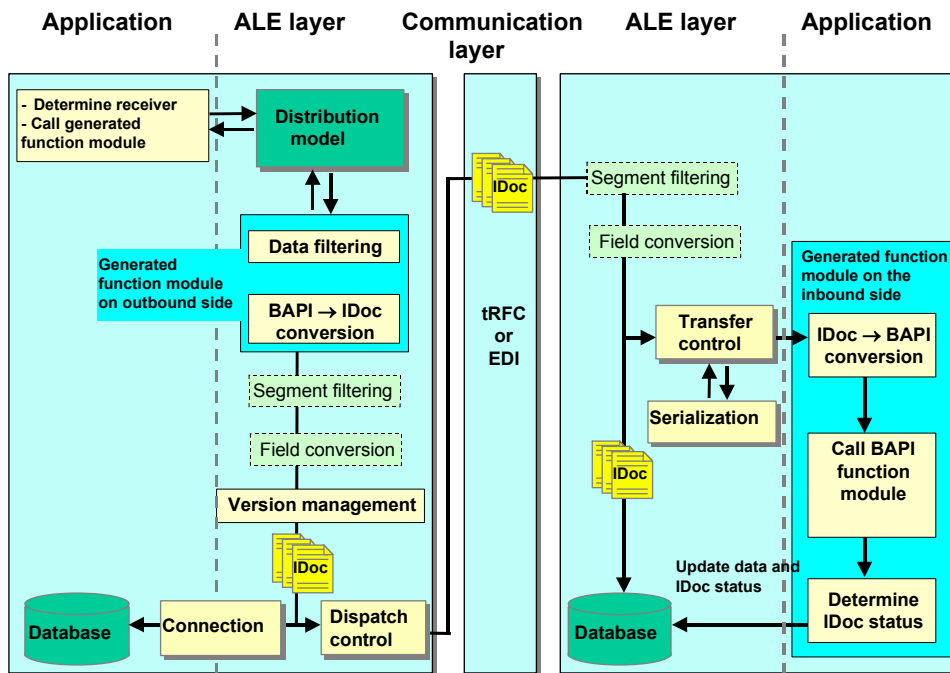 Application
ALE layer
Communication
layer
ALE layer
Application
- Determine receiver
- Call generated
function module
Distribution
model
Data filtering
Generated
function module
on outbound side
BAPI → IDoc
conversion
Segment filtering
Field conversion
Version management
IDoc
Database
Connection
Dispatch
control
IDoc
tRFC
or
EDI
Segment filtering
Field conversion
Transfer
control
Serialization
IDoc
Update data and
IDoc status
Database
Generated function
module on the
inbound side
IDoc → BAPI
conversion
Call BAPI
function
module
Determine
IDoc status